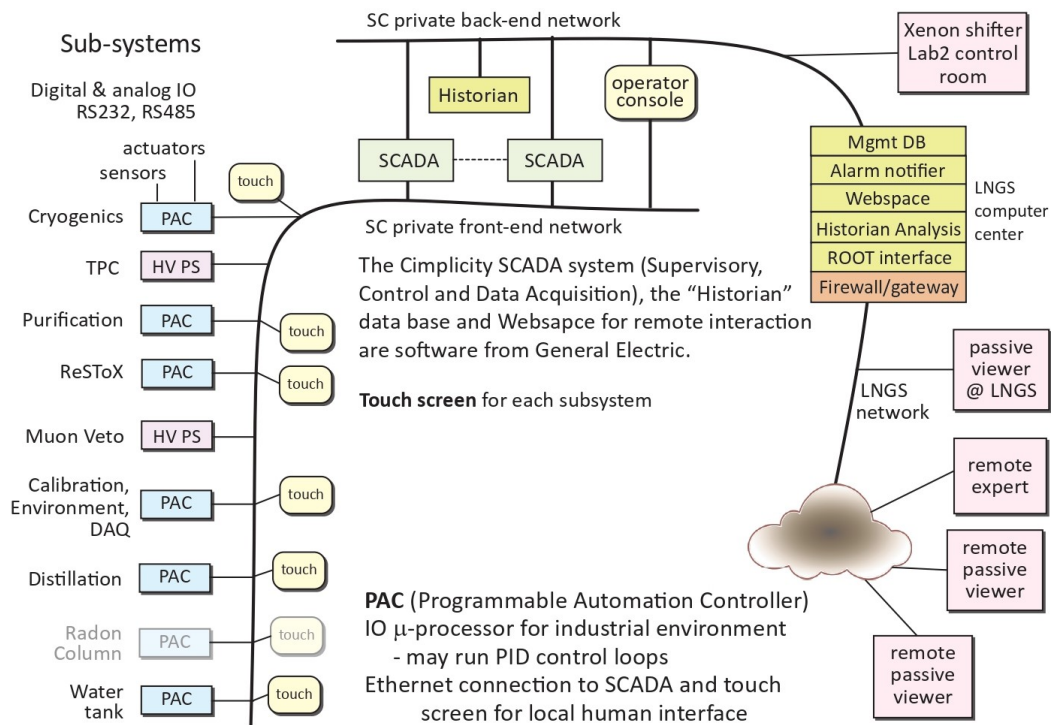 SC private back-end network
Sub-systems
Digital & analog IO
RS232, RS485
actuators
sensors
Cryogenics
PAC
touch
TPC
HV PS
Purification
PAC
touch
ReSToX
PAC
touch
Muon Veto
HV PS
Calibration,
Environment,
DAQ
PAC
touch
Distillation
PAC
touch
Radon
Column
PAC
touch
Water
tank
PAC
touch
Historian
operator
console
SCADA
SCADA
SC private front-end network
The Cimplicity SCADA system (Supervisory,
Control and Data Acquisition), the “Historian”
data base and Websapce for remote interaction
are software from General Electric.
Touch screen for each subsystem
PAC (Programmable Automation Controller)
IO μ-processor for industrial environment
- may run PID control loops
Ethernet connection to SCADA and touch
screen for local human interface
Xenon shifter
Lab2 control
room
Mgmt DB
Alarm notifier
Webspace
Historian Analysis
ROOT interface
Firewall/gateway
LNGS
computer
center
LNGS
network
passive
viewer
@ LNGS
remote
expert
remote
passive
viewer
remote
passive
viewer